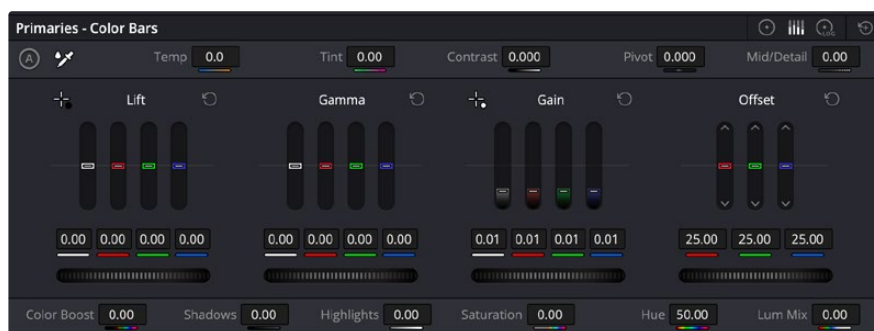 Primaries - Color Bars
LOG
A Temp 0.0 Tint 0.00 Contrast 0.000 Pivot 0.000 Mid/Detail 0.00
Lift Gamma Gain Offset
0.00 0.00 0.00 0.00 0.00 0.00 0.00 0.00 0.01 0.01 0.01 0.01 25.00 25.00 25.00
Color Boost 0.00 Shadows 0.00 Highlights 0.00 Saturation 0.00 Hue 50.00 Lum Mix 0.00